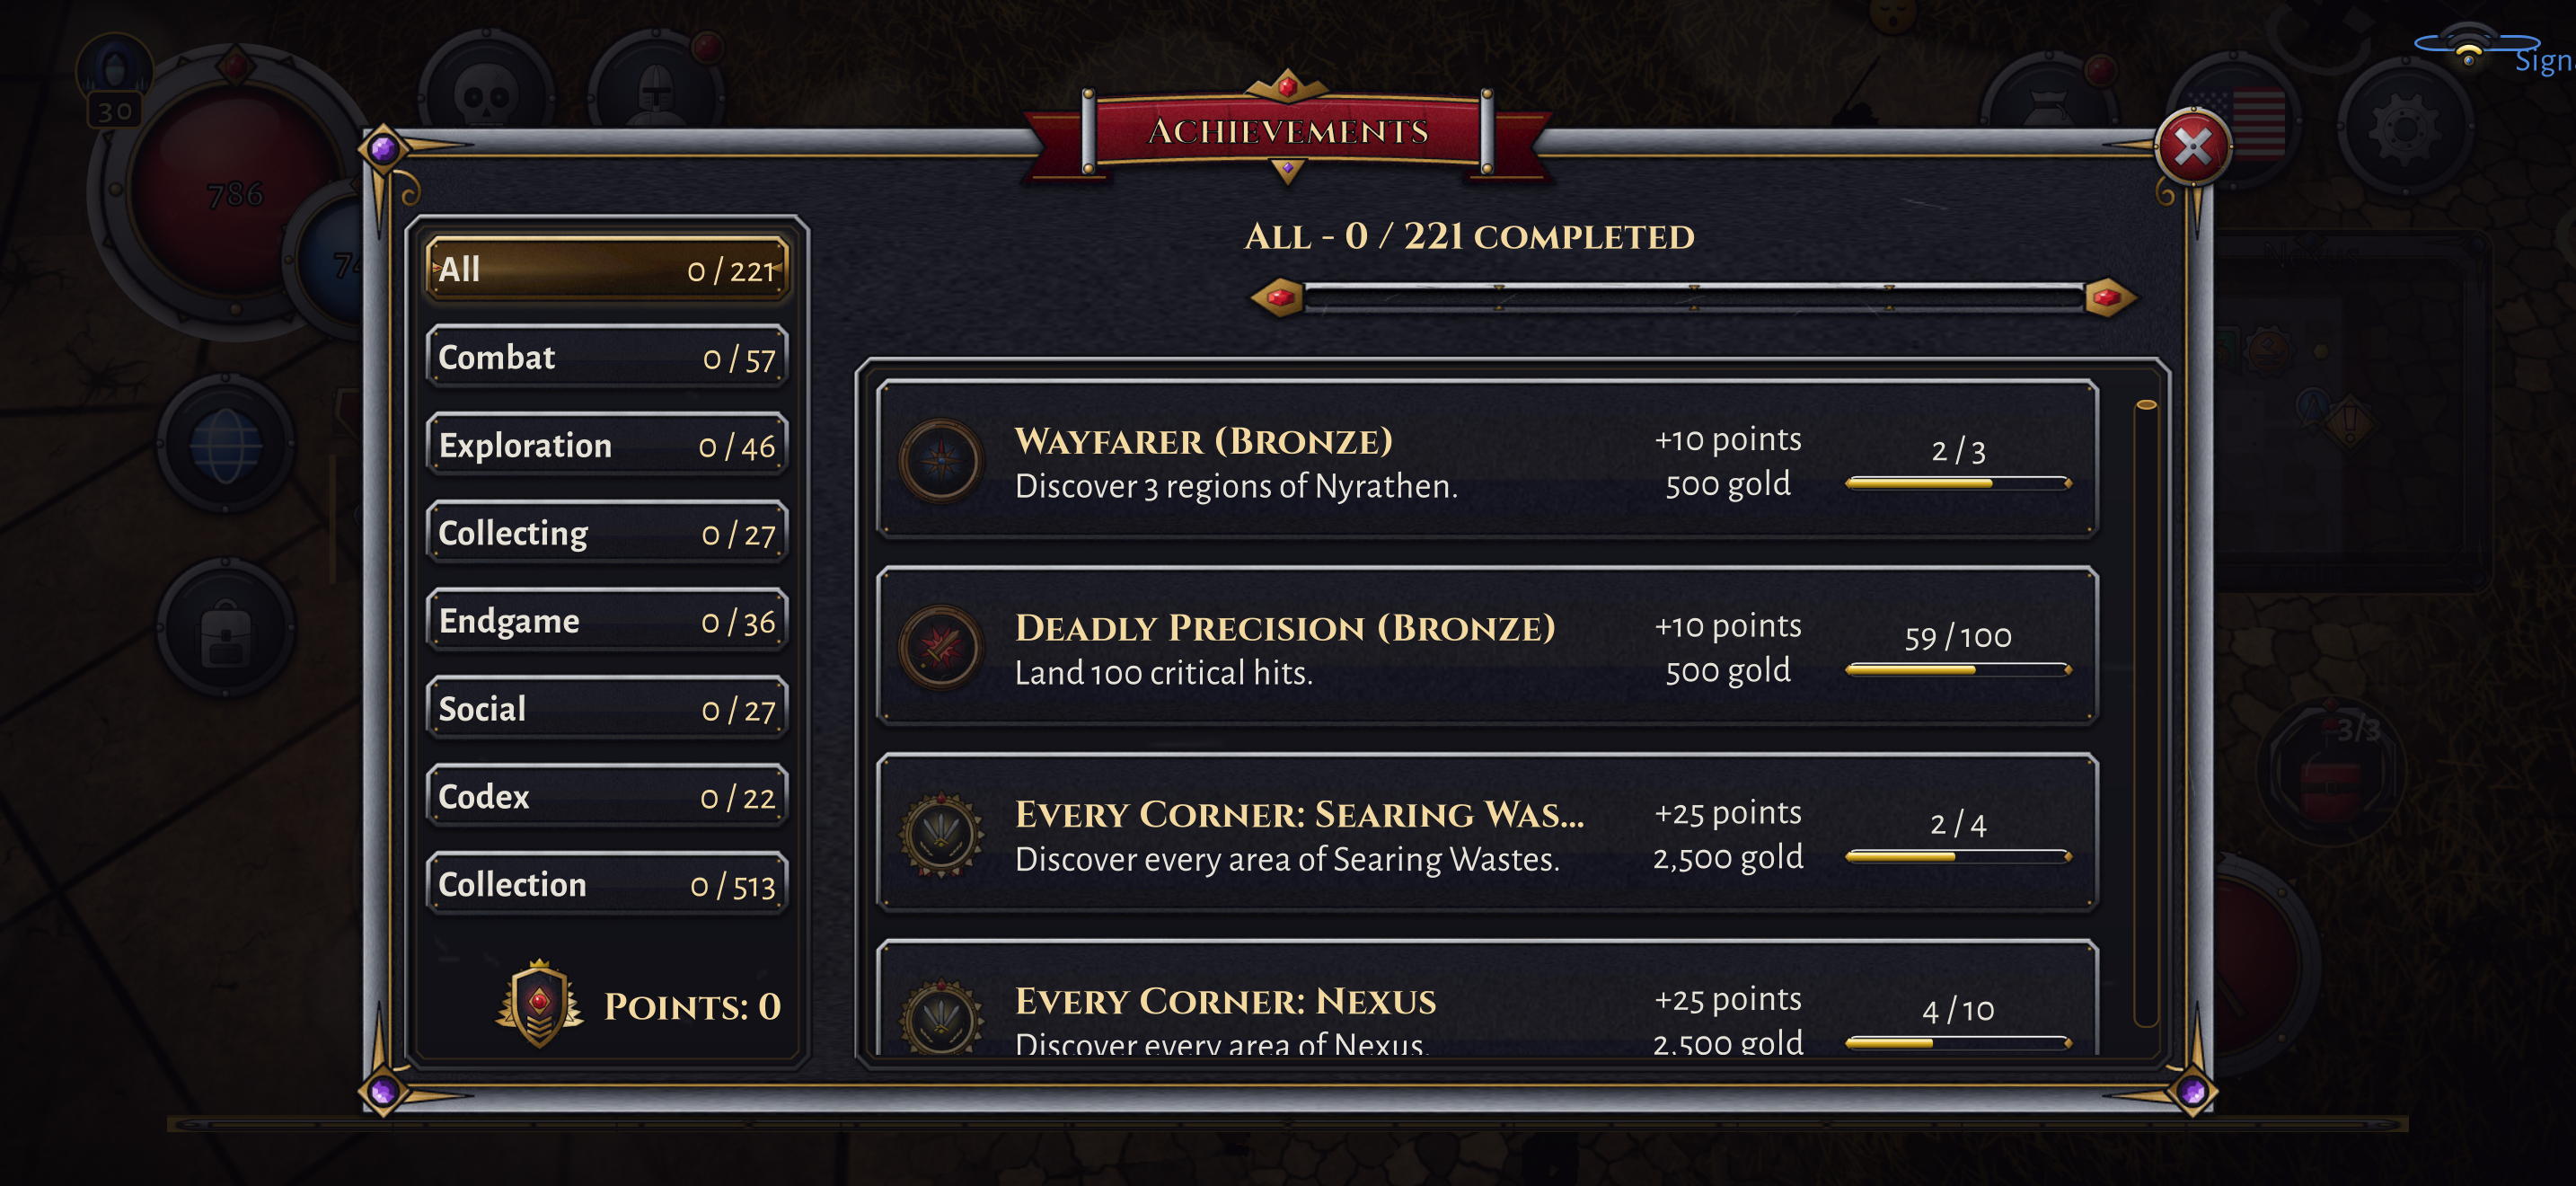 30
786
Signa
ACHIEVEMENTS
ALL - 0 / 221 COMPLETED
All 0 / 221
Combat 0 / 57
Exploration 0 / 46
Collecting 0 / 27
Endgame 0 / 36
Social 0 / 27
Codex 0 / 22
Collection 0 / 513
POINTS: 0
WAYFARER (BRONZE)
Discover 3 regions of Nyrathen.
+10 points
500 gold
2 / 3
DEADLY PRECISION (BRONZE)
Land 100 critical hits.
+10 points
500 gold
59 / 100
EVERY CORNER: SEARING WAS...
Discover every area of Searing Wastes.
+25 points
2,500 gold
2 / 4
EVERY CORNER: NEXUS
Discover every area of Nexus.
+25 points
2,500 gold
4 / 10
3/3